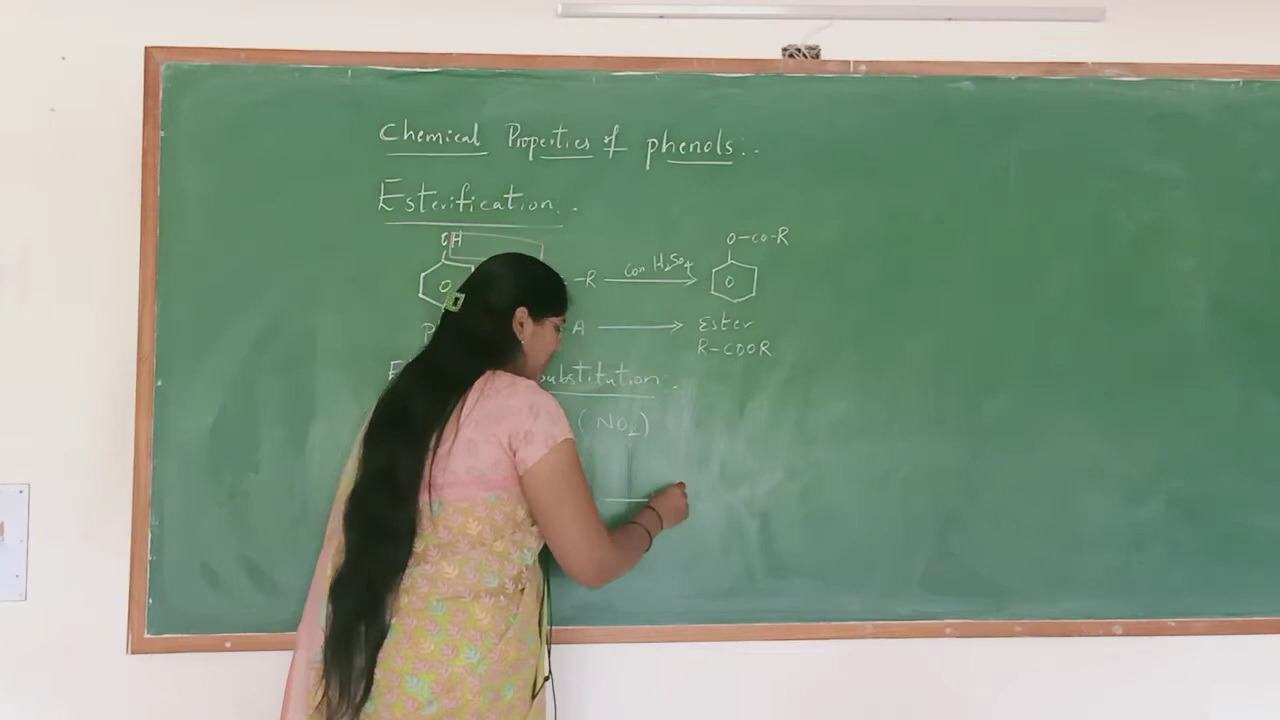 Chemical Properties of phenols..
Esterification..
OH
O-CO-R
-R
Con H2SO4
O
O
P
A
Ester
R-COOR
substitution.
(NO2)